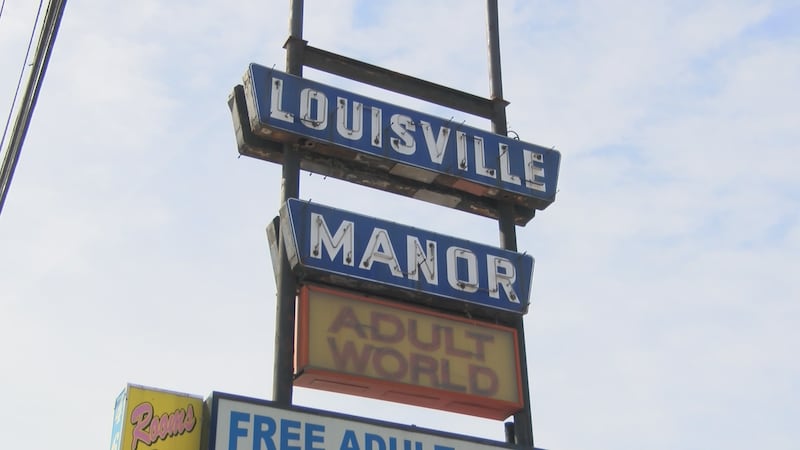 LOUISVILLE
MANOR
ADULT
WORLD
Rooms
FREE ADULT